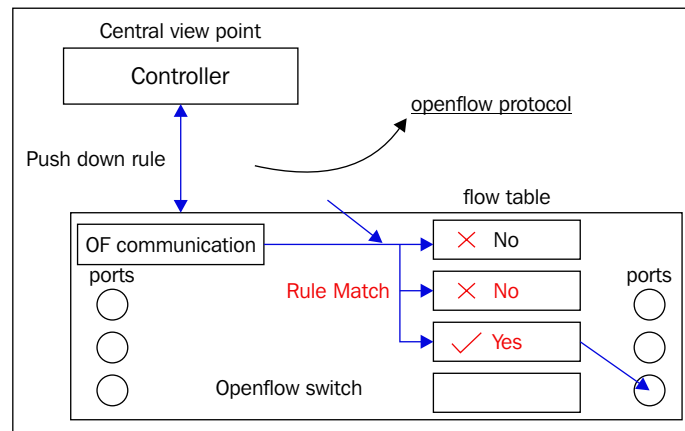 Central view point
Controller
openflow protocol
Push down rule
flow table
OF communication
No
ports
ports
Rule Match
No
Yes
Openflow switch